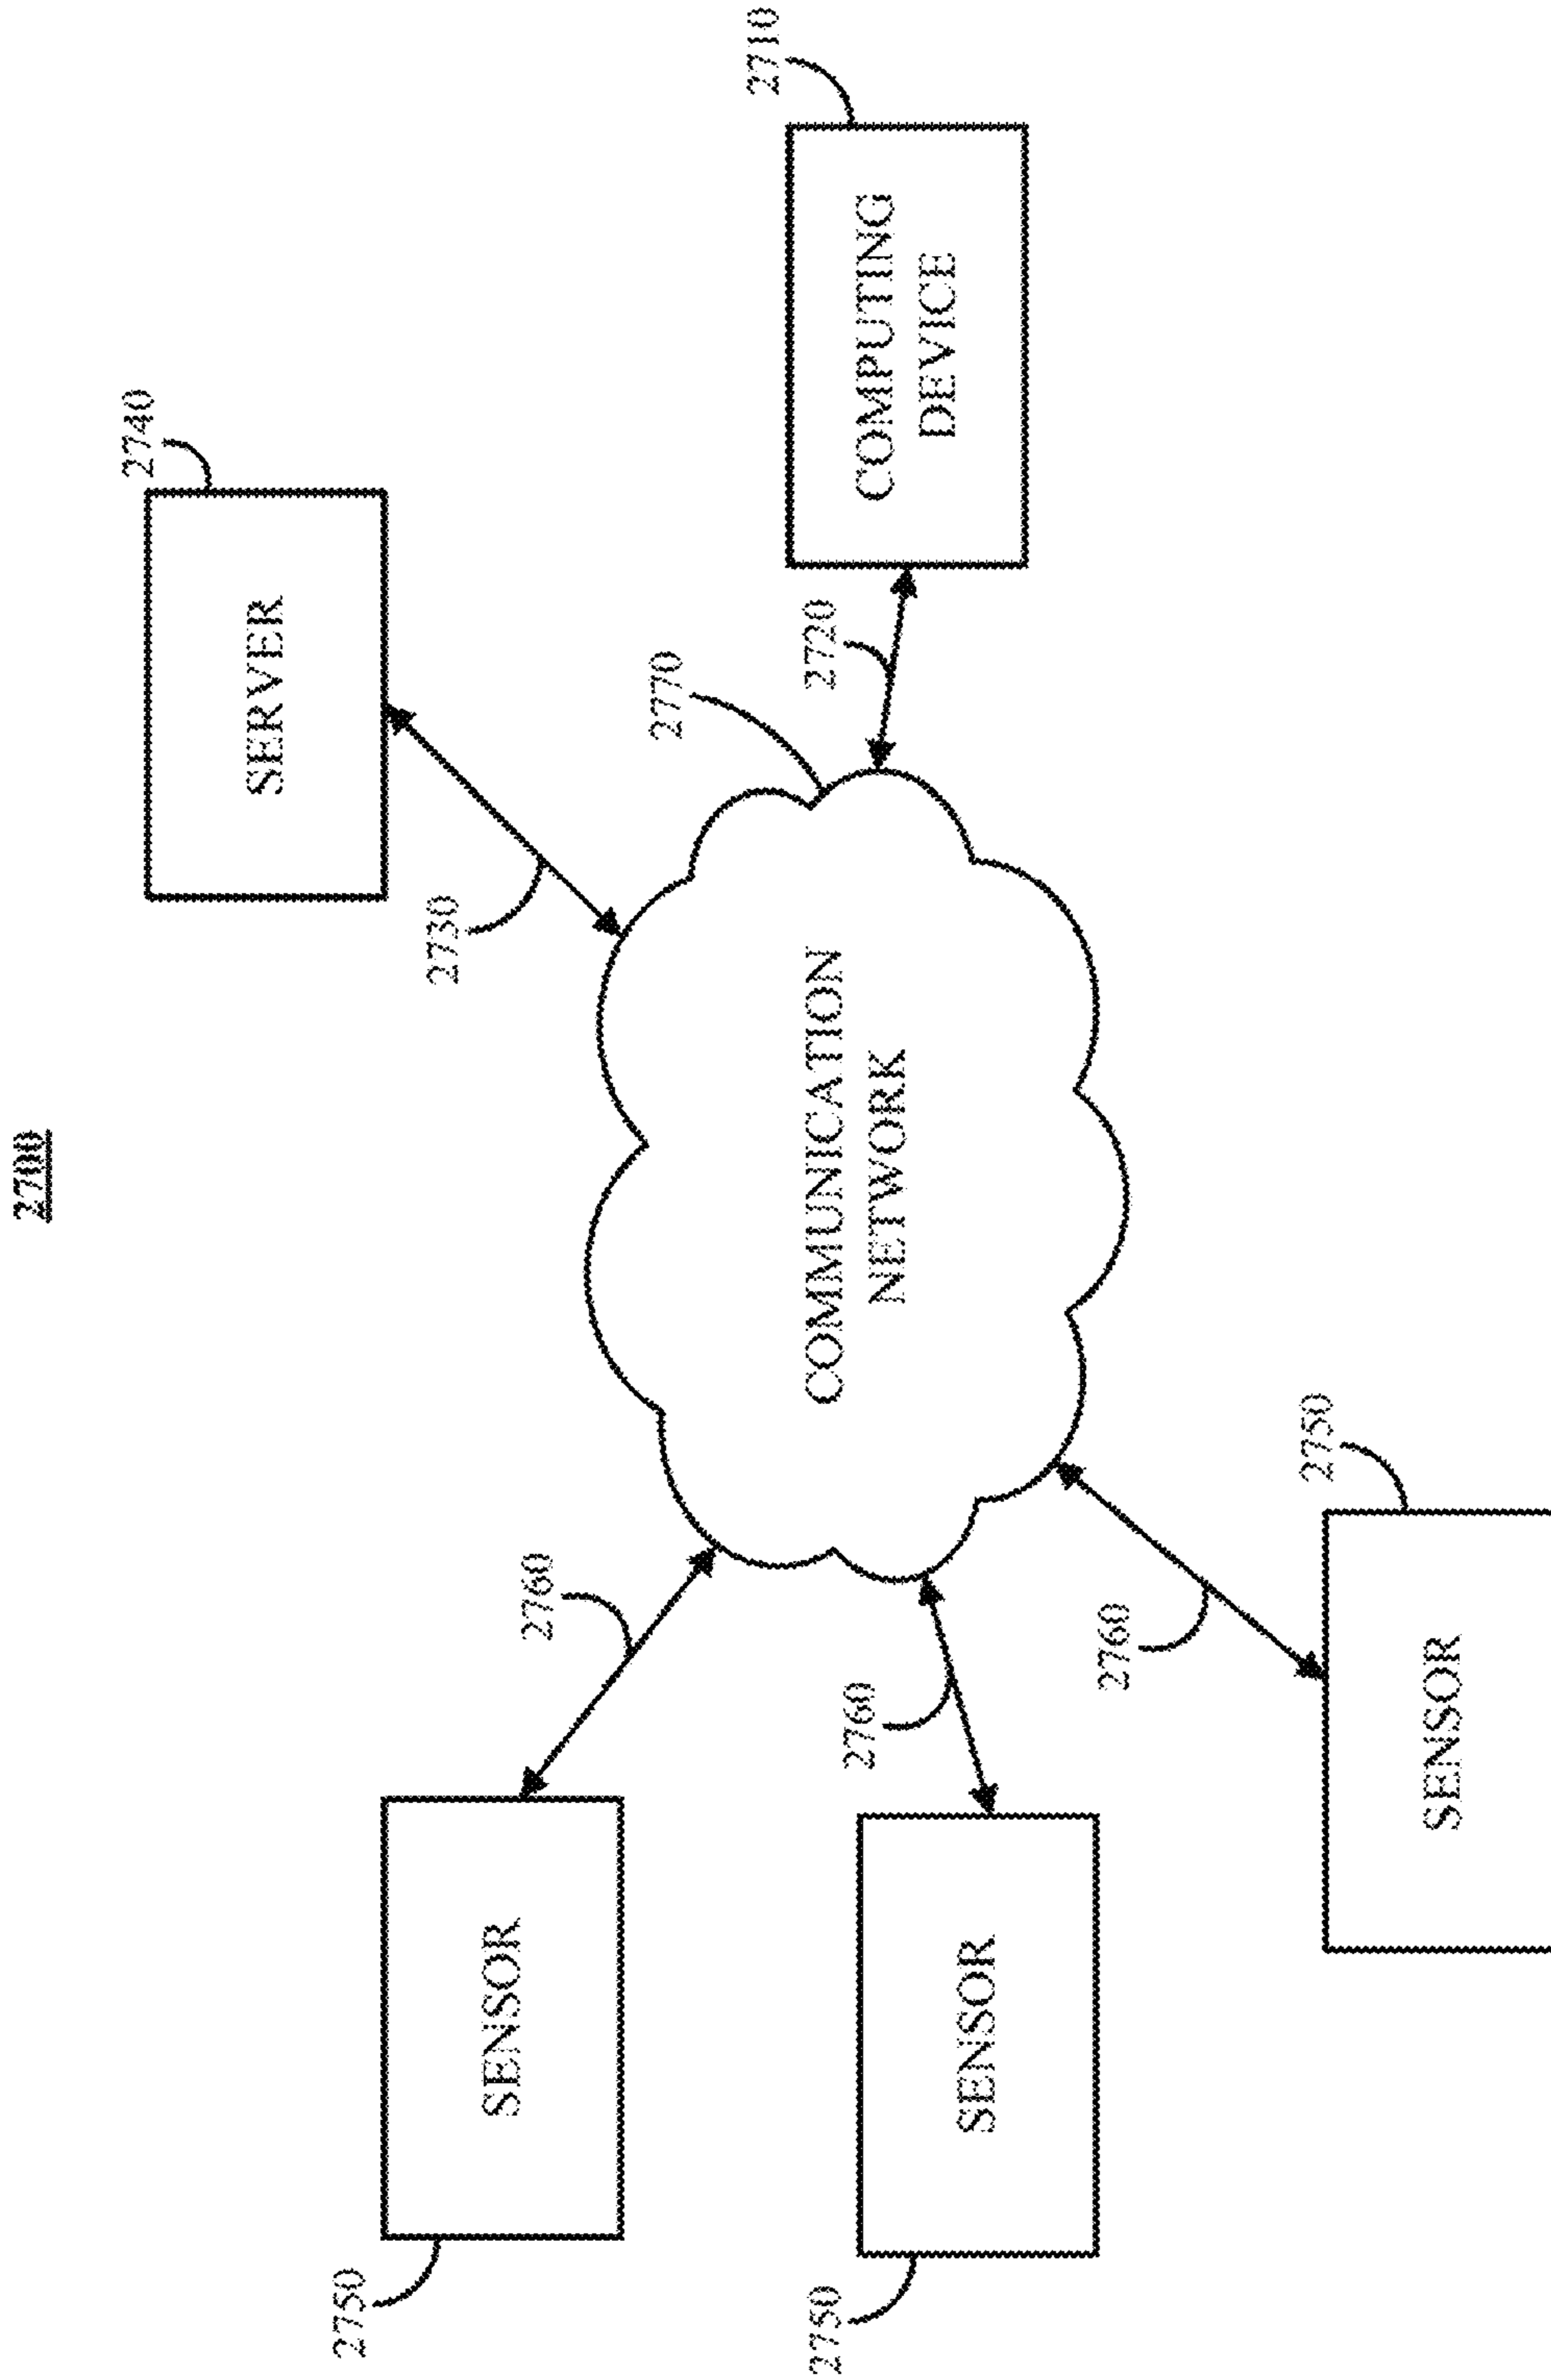 2700
2740
SERVER
2730
2770
2720
2710
COMPUTING
DEVICE
COMMUNICATION
NETWORK
2760
2750
SENSOR
2760
2750
SENSOR
2760
2750
SENSOR